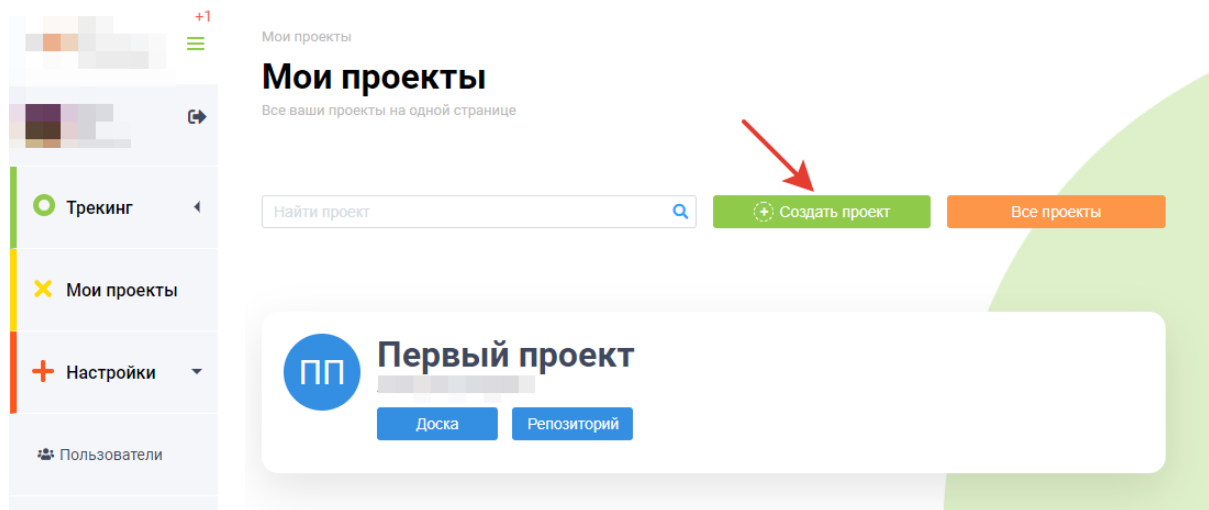 +1
Трекинг
Мои проекты
Настройки
Пользователи
Мои проекты
Мои проекты
Все ваши проекты на одной странице
Найти проект
Создать проект
Все проекты
ПП
Первый проект
Доска
Репозиторий